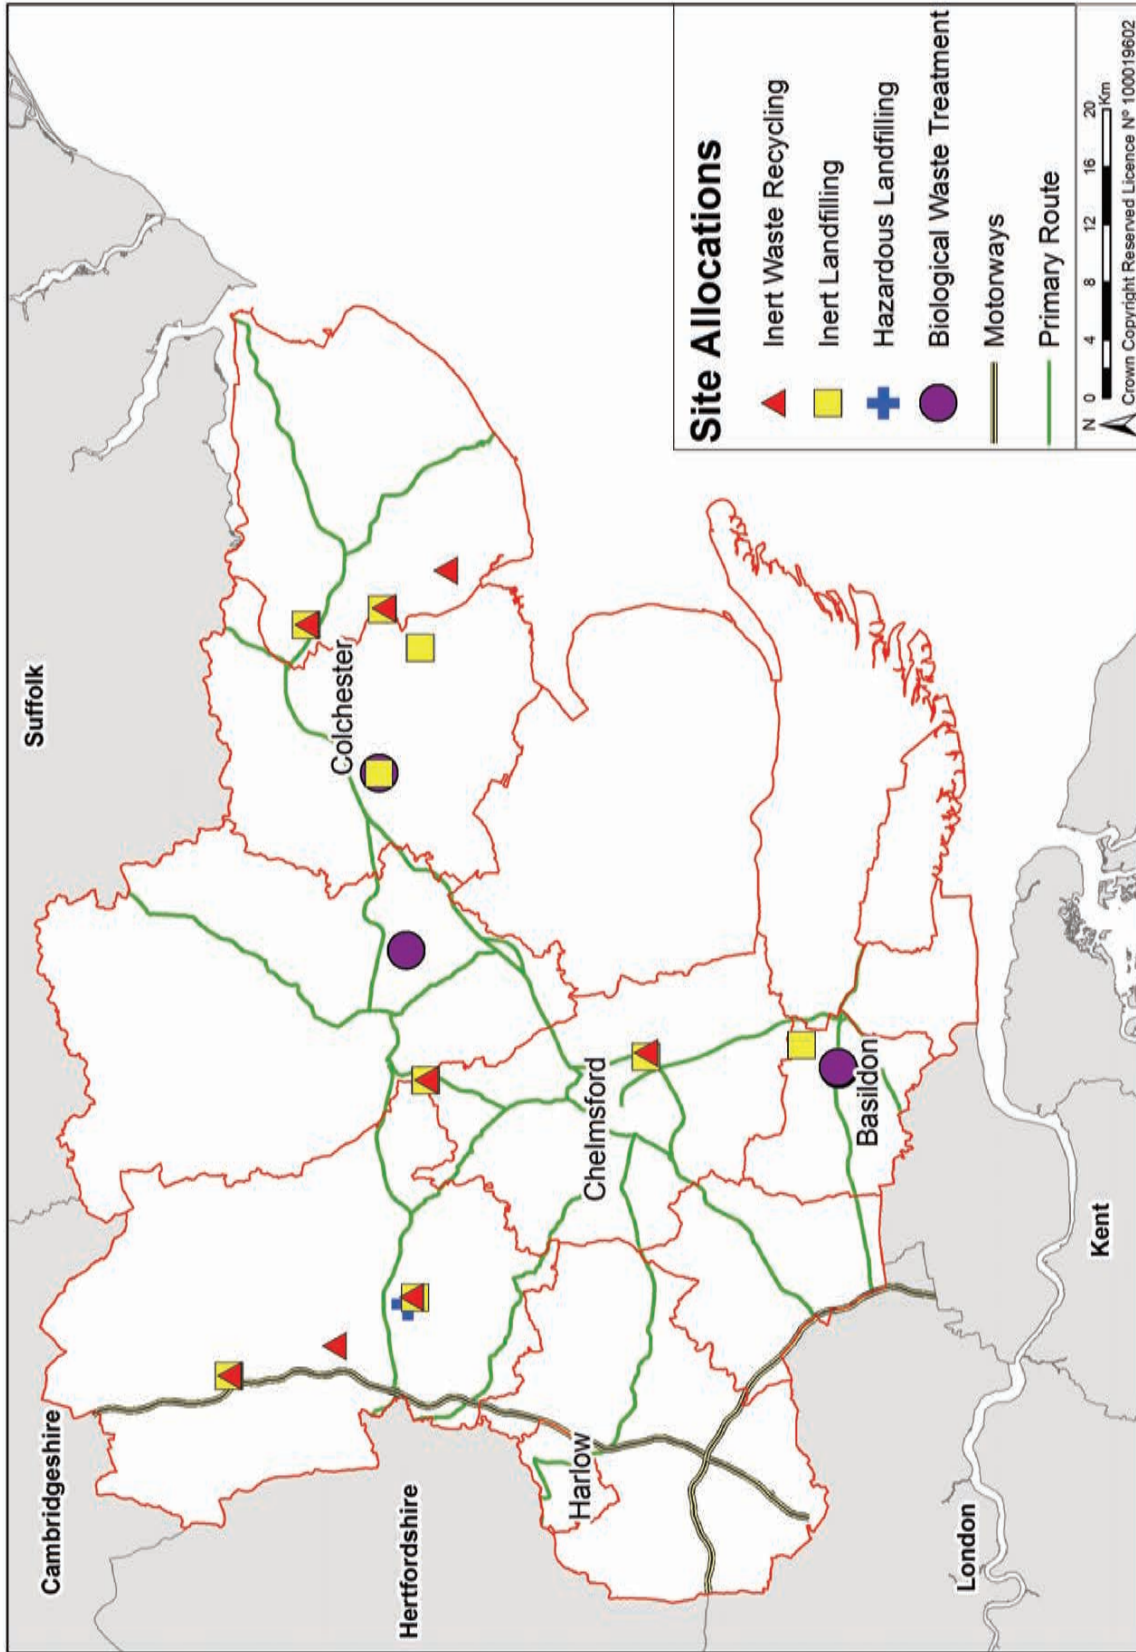 Cambridgeshire
Suffolk
Hertfordshire
Colchester
Harlow
Chelmsford
Basildon
London
Kent
Site Allocations
Inert Waste Recycling
Inert Landfilling
Hazardous Landfilling
Biological Waste Treatment
Motorways
Primary Route
N
0 4 8 12 16 20
Km
Crown Copyright Reserved Licence Nº 100019602